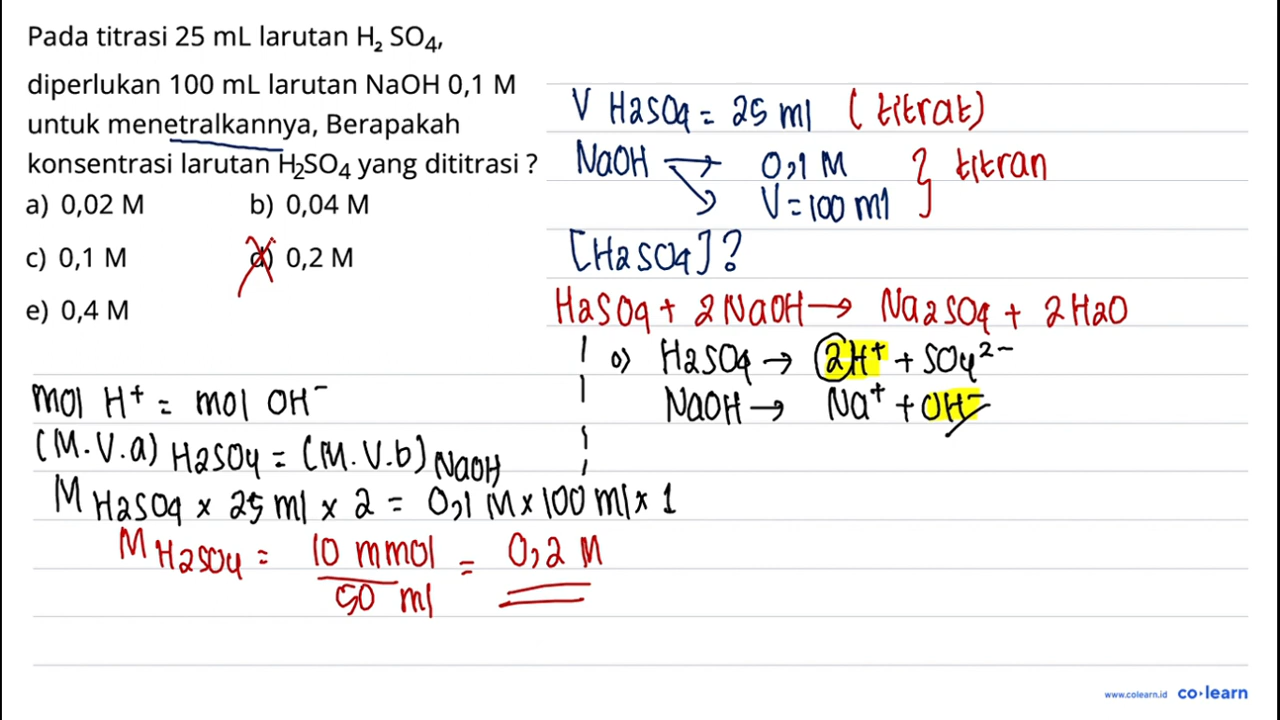 Pada titrasi 25 mL larutan H₂ SO₄,
diperlukan 100 mL larutan NaOH 0,1 M
untuk menetralkannya, Berapakah
konsentrasi larutan H₂SO₄ yang dititrasi ?
a) 0,02 M b) 0,04 M
c) 0,1 M d) 0,2 M
e) 0,4 M
V H₂SO₄ = 25 ml (titrat)
NaOH → 0,1 M } titran
→ V = 100 ml
[H₂SO₄]?
H₂SO₄ + 2 NaOH → Na₂SO₄ + 2 H₂O
o) H₂SO₄ → 2H⁺ + SO₄²⁻
NaOH → Na⁺ + OH⁻
mol H⁺ = mol OH⁻
(M.V.a) H₂SO₄ = (M.V.b) NaOH
M H₂SO₄ x 25 ml x 2 = 0,1 M x 100 ml x 1
M H₂SO₄ = 10 mmol / 50 ml = 0,2 M
www.colearn.id co·learn